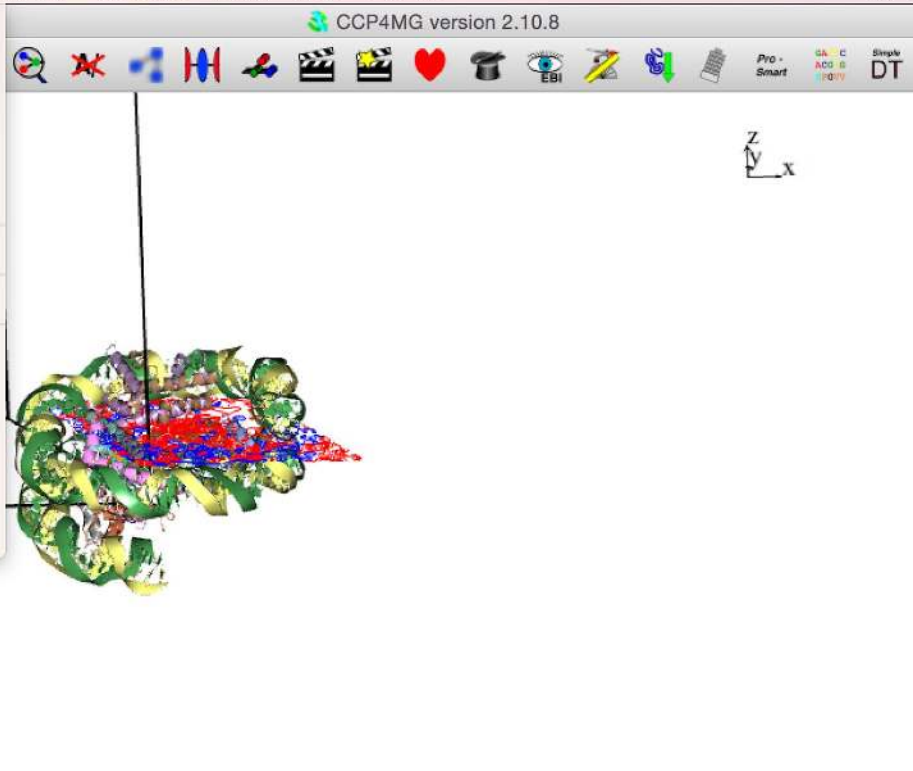 CCP4MG version 2.10.8
EBI
Pro -
Smart
Simple
DT
z
y
x